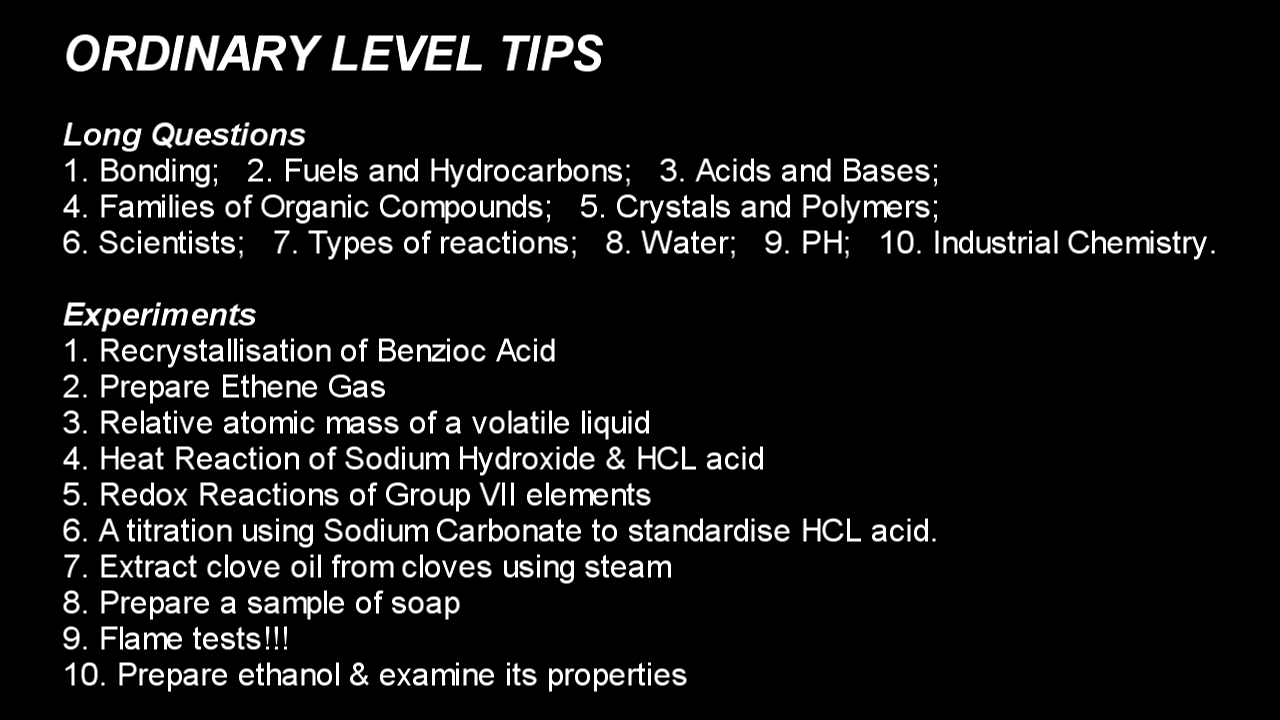 ORDINARY LEVEL TIPS
Long Questions
1. Bonding; 2. Fuels and Hydrocarbons; 3. Acids and Bases;
4. Families of Organic Compounds; 5. Crystals and Polymers;
6. Scientists; 7. Types of reactions; 8. Water; 9. PH; 10. Industrial Chemistry.
Experiments
1. Recrystallisation of Benzioc Acid
2. Prepare Ethene Gas
3. Relative atomic mass of a volatile liquid
4. Heat Reaction of Sodium Hydroxide & HCL acid
5. Redox Reactions of Group VII elements
6. A titration using Sodium Carbonate to standardise HCL acid.
7. Extract clove oil from cloves using steam
8. Prepare a sample of soap
9. Flame tests!!!
10. Prepare ethanol & examine its properties